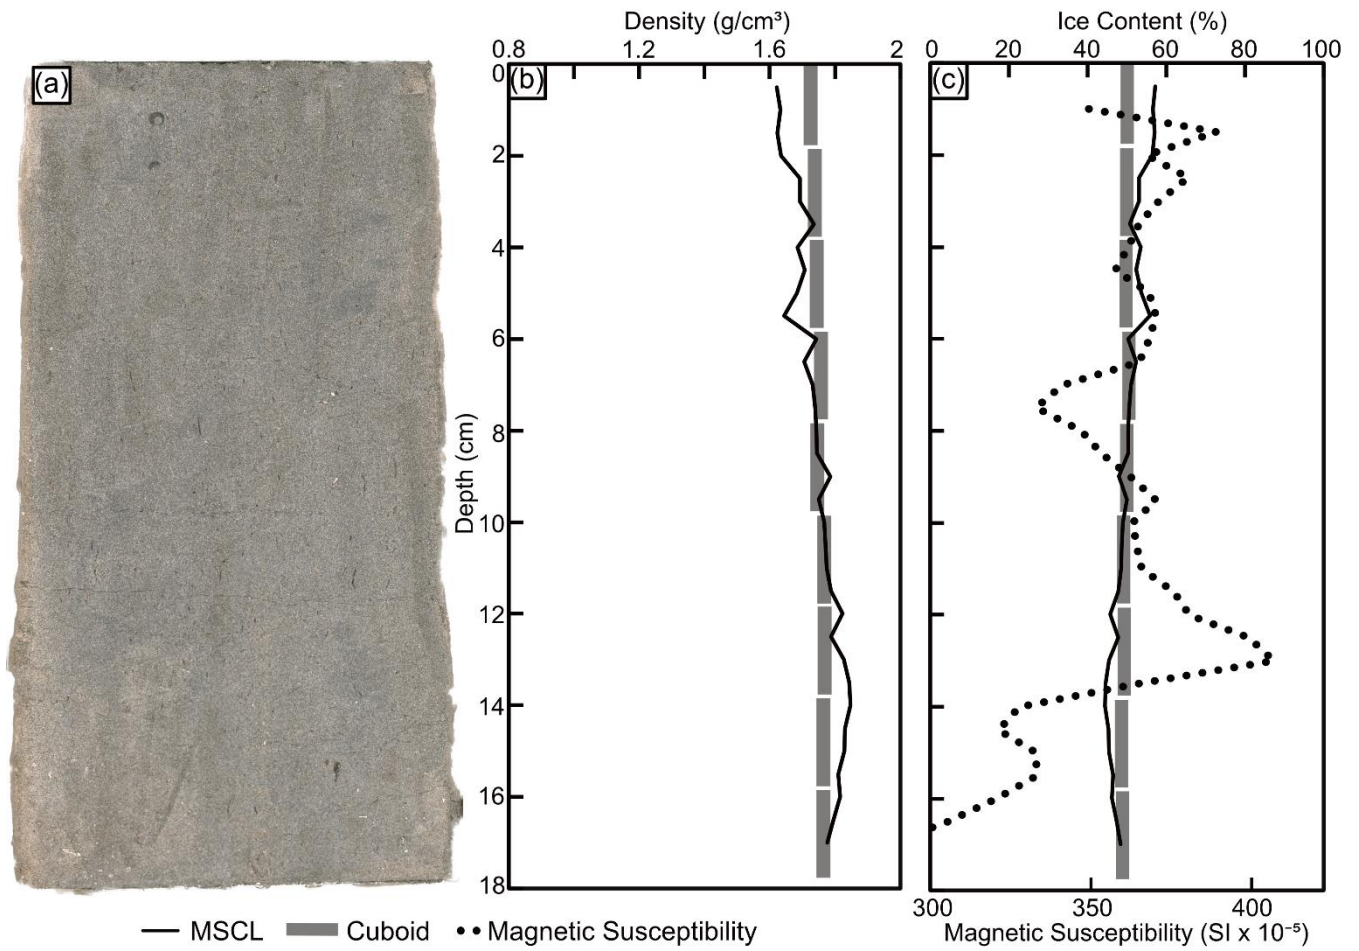 Density (g/cm³)
0.8 1.2 1.6 2
Ice Content (%)
0 20 40 60 80 100
(a)
(b)
(c)
Depth (cm)
0
2
4
6
8
10
12
14
16
18
300 350 400
Magnetic Susceptibility (SI x 10⁻⁵)
MSCL Cuboid Magnetic Susceptibility